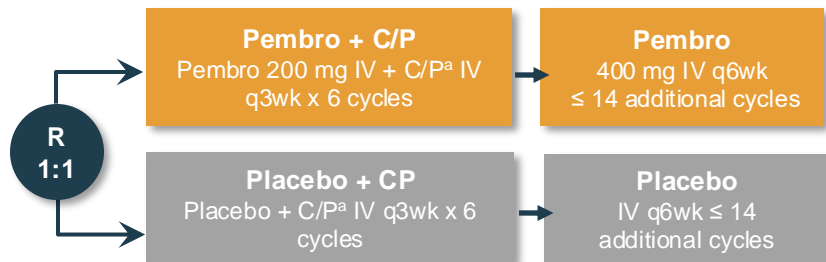 R
1:1
Pembro + C/P
Pembro 200 mg IV + C/Pᵃ IV
q3wk x 6 cycles
Pembro
400 mg IV q6wk
≤ 14 additional cycles
Placebo + CP
Placebo + C/Pᵃ IV q3wk x 6
cycles
Placebo
IV q6wk ≤ 14
additional cycles